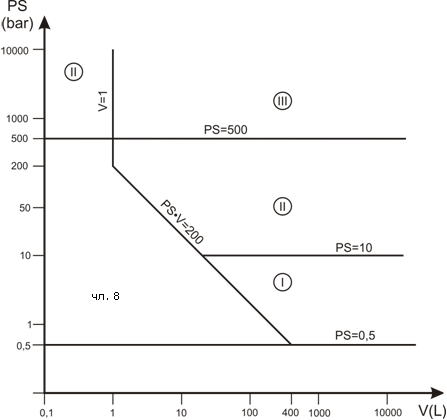 PS
(bar)
10000
II
V=1
III
1000
500
PS=500
200
PS•V=200
50
II
10
PS=10
I
чл. 8
1
0,5
PS=0,5
0,1
1
10
100
400
1000
10000
V(L)